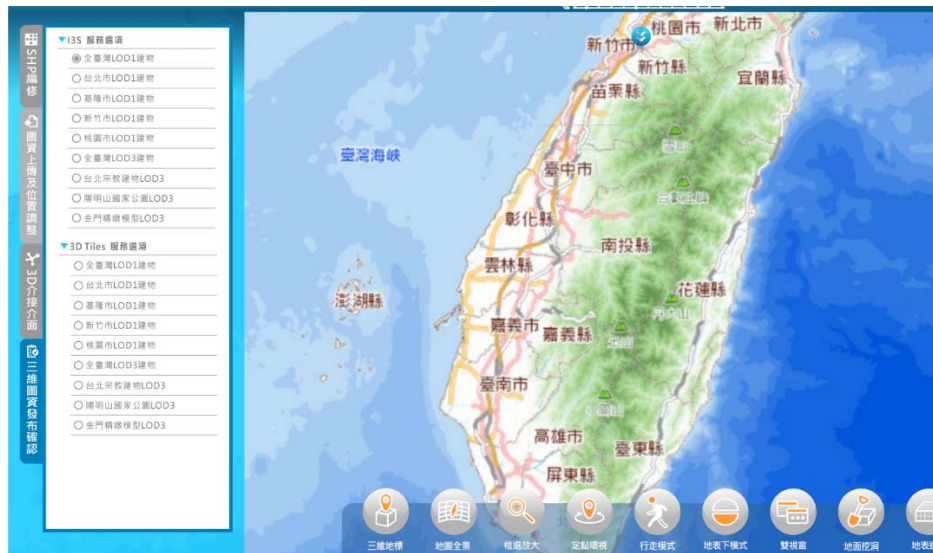 SHP編修
圖資上傳及位置調整
3D介接介面
三維圖資發布確認
I3S 服務選項
全臺灣LOD1建物
台北市LOD1建物
基隆市LOD1建物
新竹市LOD1建物
桃園市LOD1建物
全臺灣LOD3建物
台北宗教建物LOD3
陽明山國家公園LOD3
金門精緻模型LOD3
3D Tiles 服務選項
全臺灣LOD1建物
台北市LOD1建物
基隆市LOD1建物
新竹市LOD1建物
桃園市LOD1建物
全臺灣LOD3建物
台北宗教建物LOD3
陽明山國家公園LOD3
金門精緻模型LOD3
桃園市
新北市
新竹市
新竹縣
宜蘭縣
苗栗縣
雪山
臺灣海峽
臺中市
彰化縣
南投縣
雲林縣
花蓮縣
澎湖縣
嘉義市
嘉義縣
玉山
臺南市
高雄市
臺東縣
屏東縣
三維地標
地圖全景
框選放大
定點環視
行走模式
地表下模式
雙視窗
地面挖洞